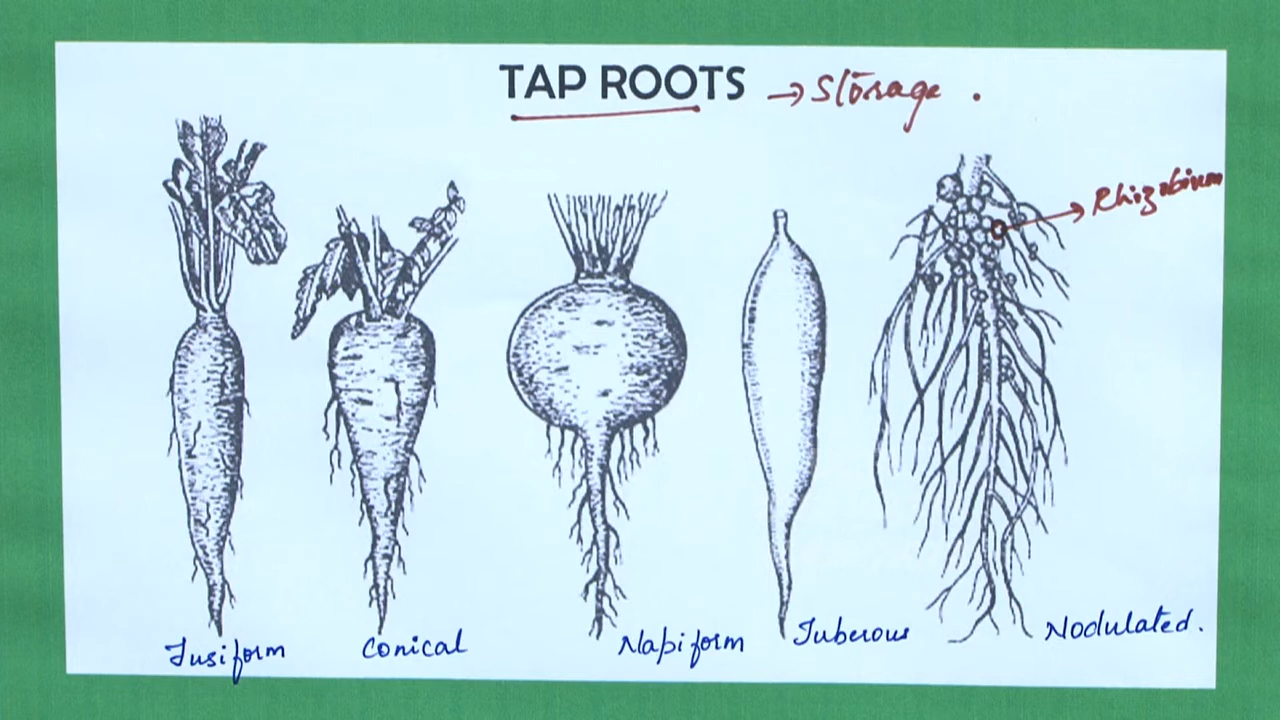 TAP ROOTS → Storage .
Rhizobium
Fusiform
Conical
Napiform
Tuberous
Nodulated.